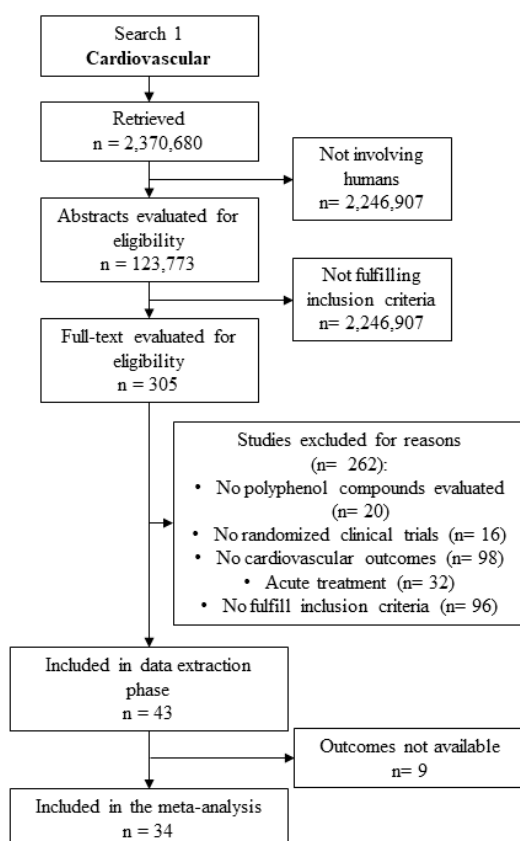 Search 1
Cardiovascular
Retrieved
n = 2,370,680
Not involving
humans
n= 2,246,907
Abstracts evaluated for
eligibility
n = 123,773
Not fulfilling
inclusion criteria
n= 2,246,907
Full-text evaluated for
eligibility
n = 305
Studies excluded for reasons
(n= 262):
• No polyphenol compounds evaluated
(n= 20)
• No randomized clinical trials (n= 16)
• No cardiovascular outcomes (n= 98)
• Acute treatment (n= 32)
• No fulfill inclusion criteria (n= 96)
Included in data extraction
phase
n = 43
Outcomes not available
n= 9
Included in the meta-analysis
n = 34